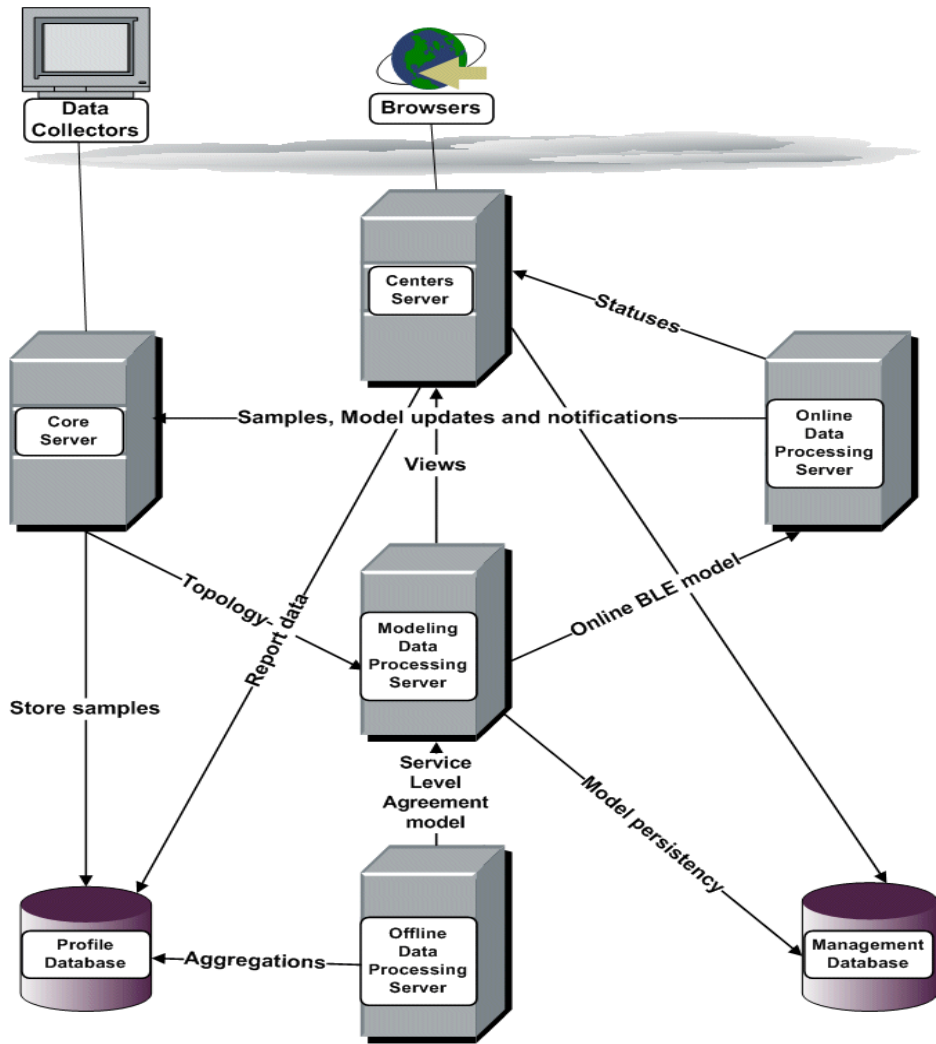 Data
Collectors
Browsers
Centers
Server
Statuses
Core
Server
Samples, Model updates and notifications
Online
Data
Processing
Server
Views
Topology
Report data
Modeling
Data
Processing
Server
Online BLE model
Store samples
Service
Level
Agreement
model
Model persistency
Profile
Database
Aggregations
Offline
Data
Processing
Server
Management
Database